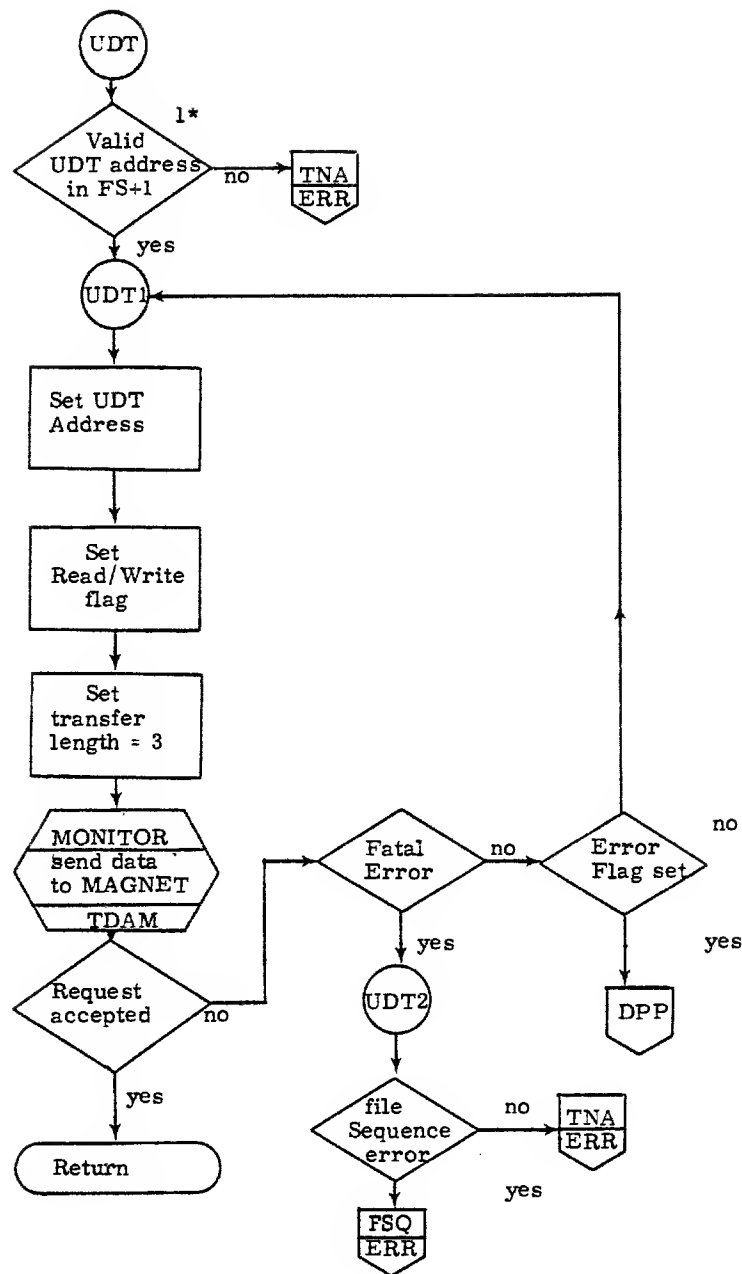 UDT
1*
Valid
UDT address
in FS+1
no
TNA
ERR
yes
UDT1
Set UDT
Address
Set
Read/Write
flag
Set
transfer
length = 3
MONITOR
send data
to MAGNET
TDAM
Fatal
Error
no
Error
Flag set
no
yes
yes
DPP
Request
accepted
no
UDT2
yes
Return
file
Sequence
error
no
TNA
ERR
yes
FSQ
ERR